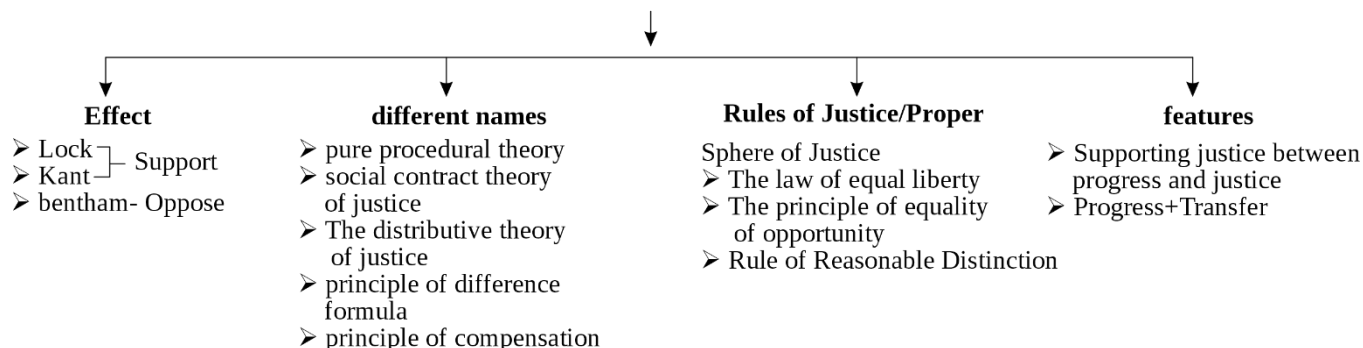 Effect
➢ Lock
➢ Kant
Support
➢ bentham- Oppose
different names
➢ pure procedural theory
➢ social contract theory
of justice
➢ The distributive theory
of justice
➢ principle of difference
formula
➢ principle of compensation
Rules of Justice/Proper
Sphere of Justice
➢ The law of equal liberty
➢ The principle of equality
of opportunity
➢ Rule of Reasonable Distinction
features
➢ Supporting justice between
progress and justice
➢ Progress+Transfer